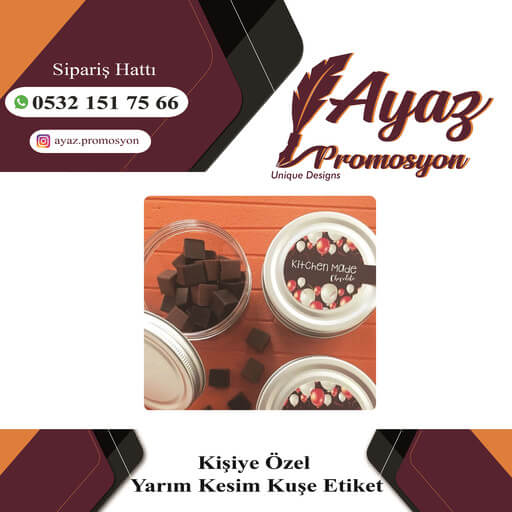 Sipariş Hattı
0532 151 75 66
ayaz.promosyon
Ayaz
Promosyon
Unique Designs
Kitchen Made
Chocolate
Kişiye Özel
Yarım Kesim Kuşe Etiket